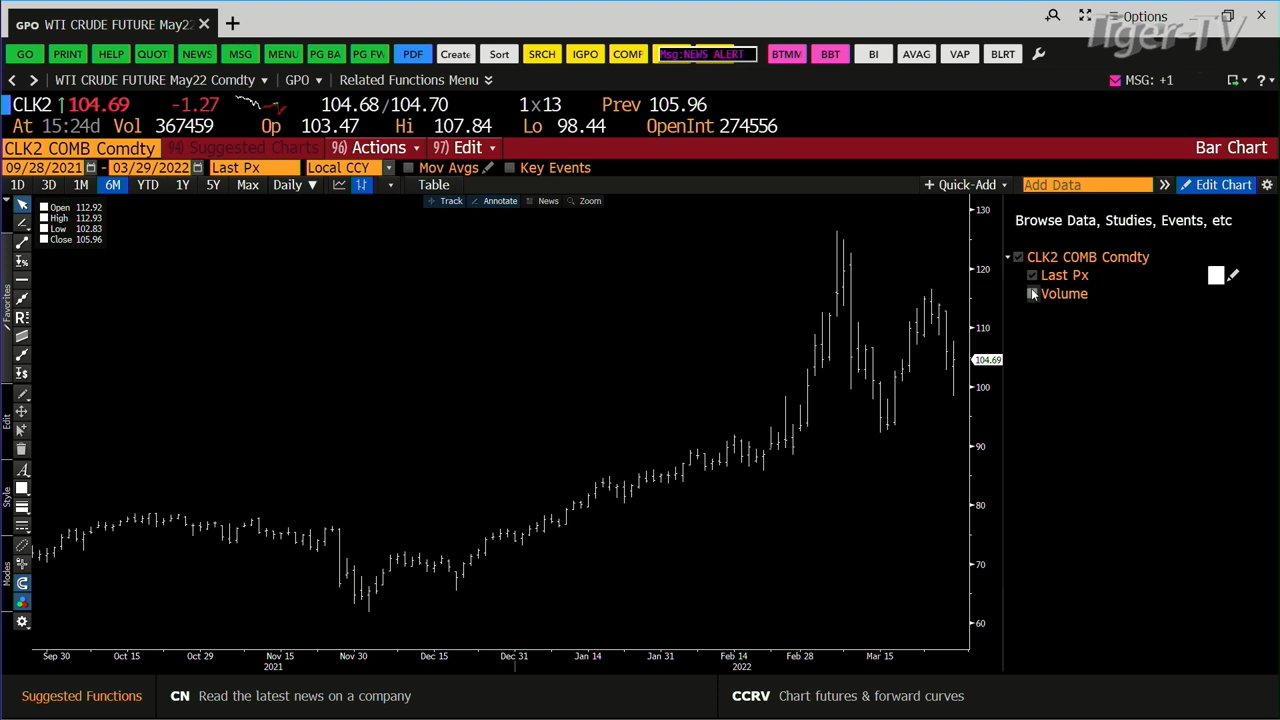 GPO WTI CRUDE FUTURE May22 × +
Options
Tiger-TV
GO PRINT HELP QUOT NEWS MSG MENU PG BA PG FW PDF Create Sort SRCH IGPO COMF Msg:NEWS ALERT BTMM BBT BI AVAG VAP BLRT
WTI CRUDE FUTURE May22 Comdty GPO Related Functions Menu MSG: +1 ?
CLK2 ↑104.69 -1.27 104.68/104.70 1x13 Prev 105.96
At 15:24d Vol 367459 Op 103.47 Hi 107.84 Lo 98.44 OpenInt 274556
CLK2 COMB Comdty 94) Suggested Charts 96) Actions 97) Edit Bar Chart
09/28/2021 - 03/29/2022 Last Px Local CCY Mov Avgs Key Events
1D 3D 1M 6M YTD 1Y 5Y Max Daily ▼ Table + Quick-Add Add Data » Edit Chart
Track Annotate News Zoom
Open 112.92
High 112.93
Low 102.83
Close 105.96
Browse Data, Studies, Events, etc
CLK2 COMB Comdty
Last Px
Volume
130
120
110
104.69
100
90
80
70
60
Favorites
Edit
Style
Modes
Sep 30 Oct 15 Oct 29 Nov 15 Nov 30 Dec 15 Dec 31 Jan 14 Jan 31 Feb 14 Feb 28 Mar 15
2021 2022
Suggested Functions CN Read the latest news on a company CCRV Chart futures & forward curves